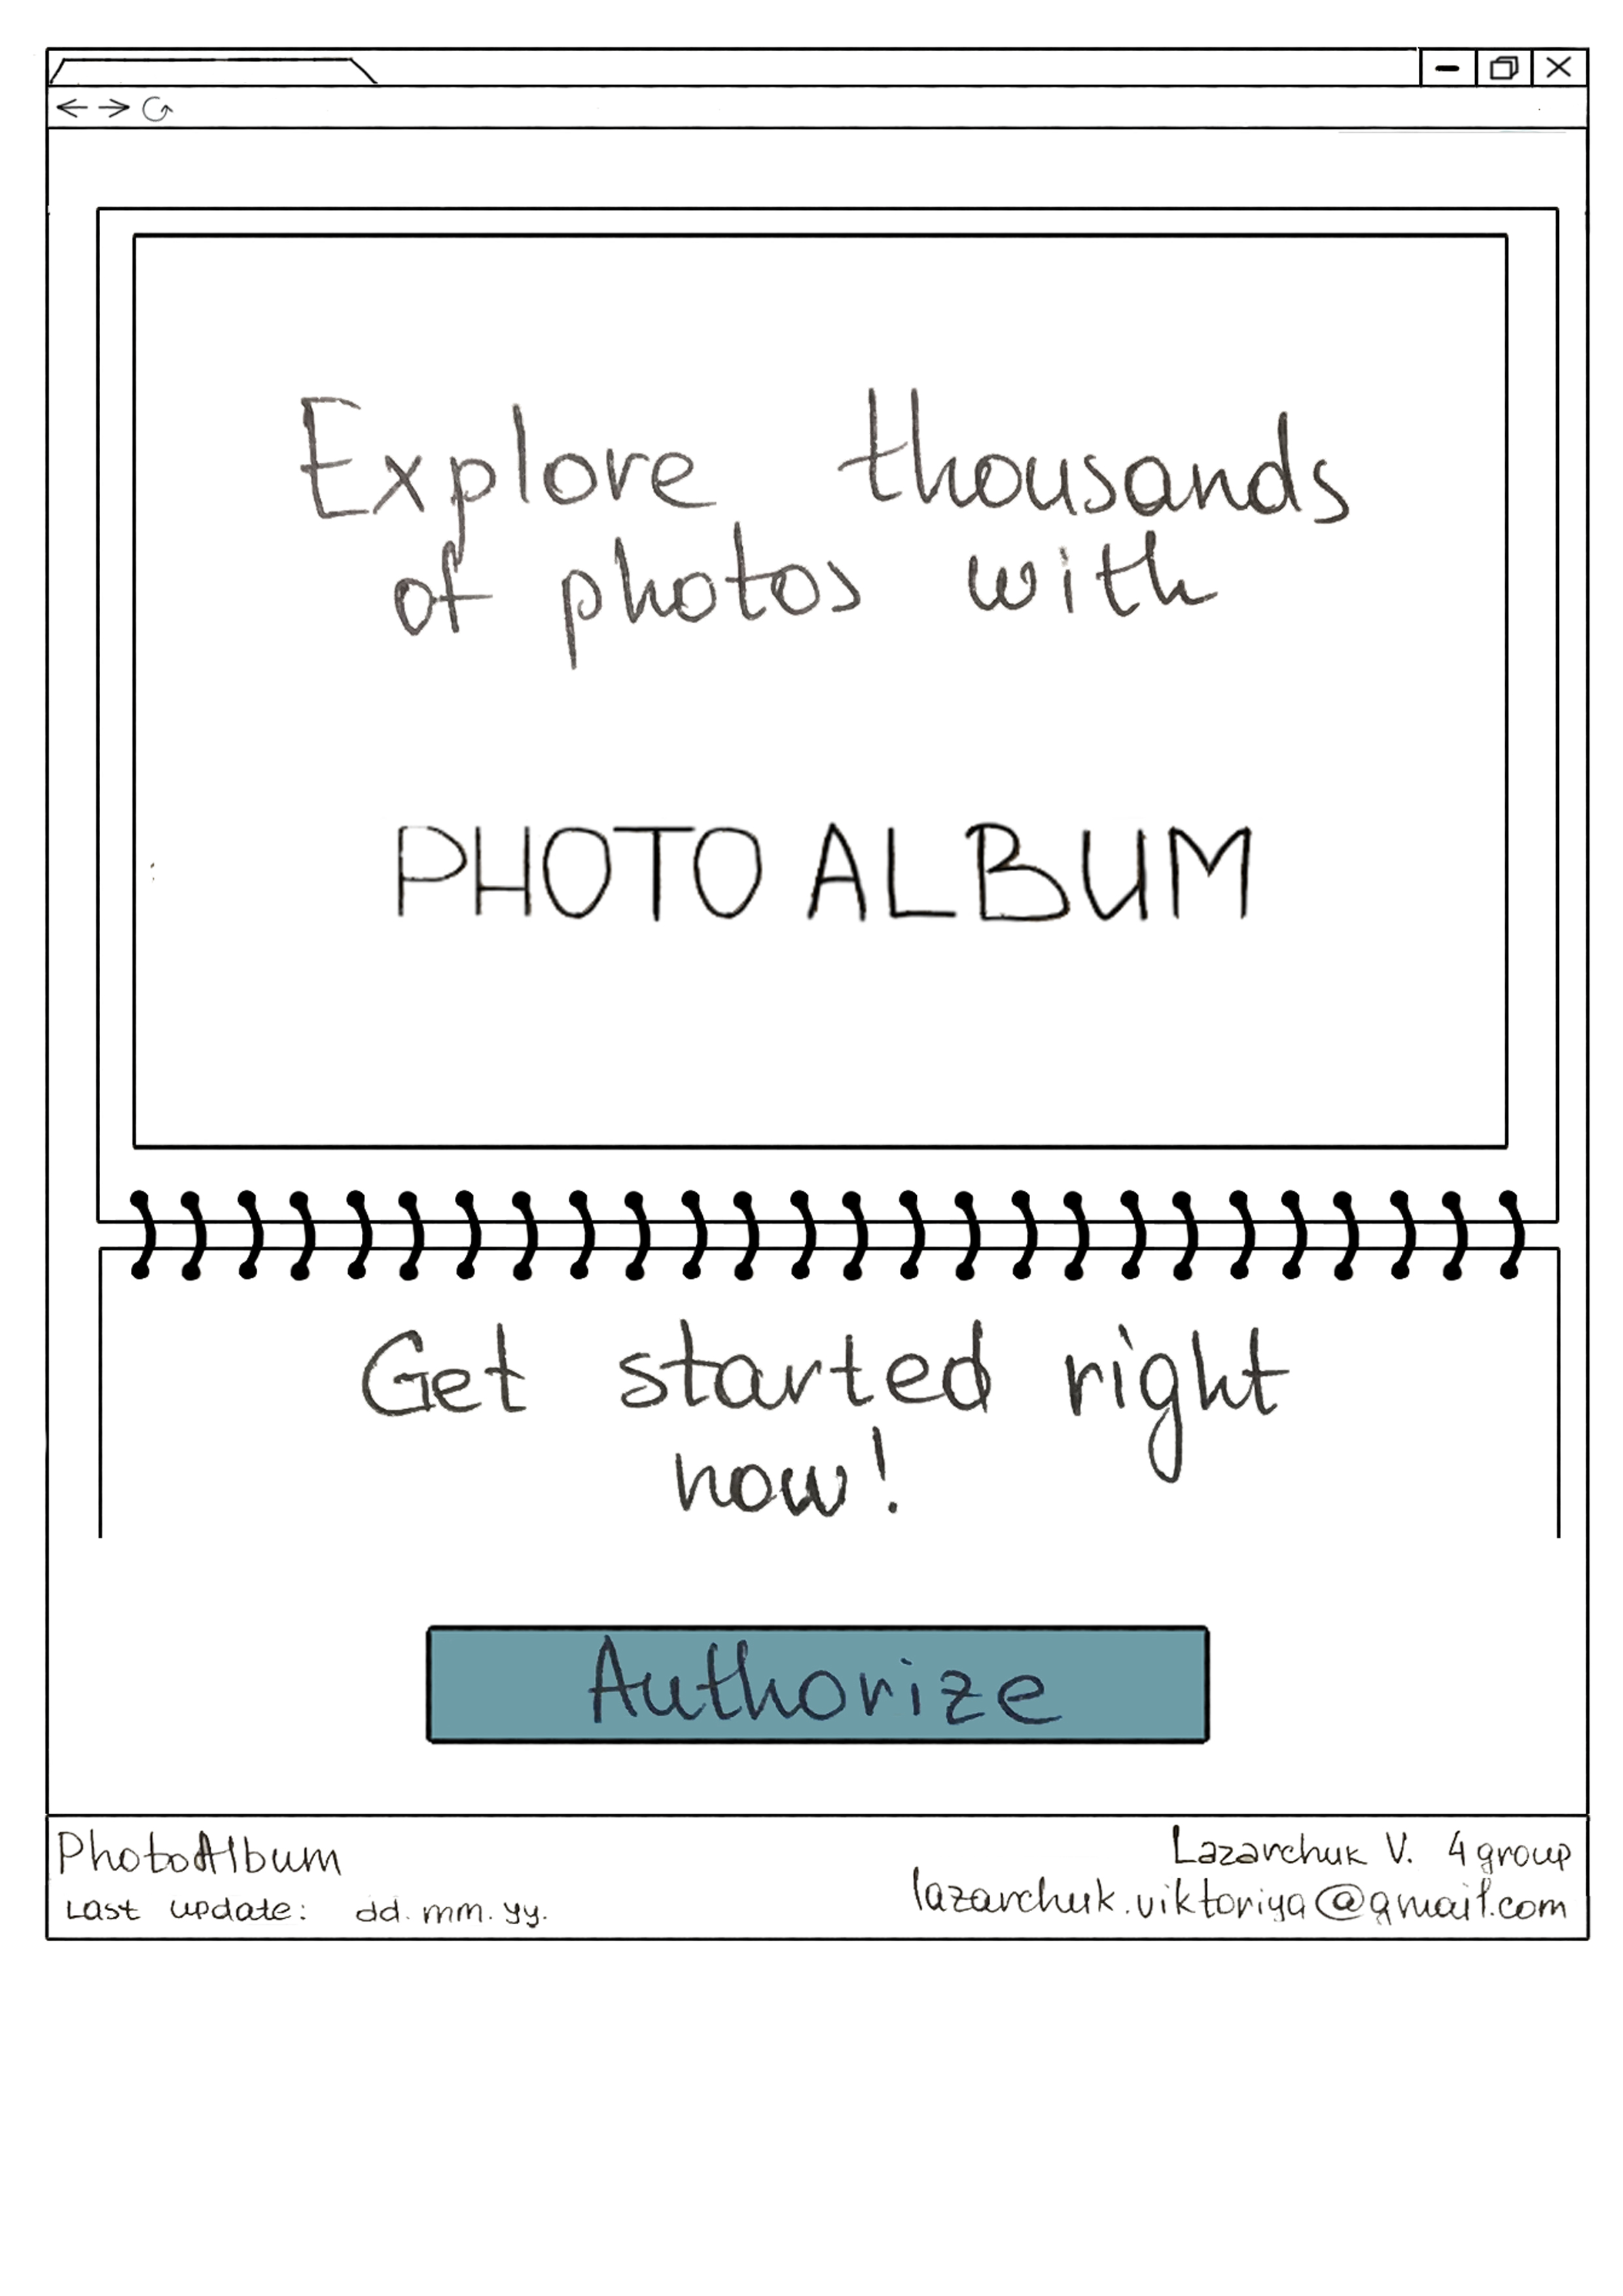 Explore thousands
of photos with
PHOTO ALBUM
Get started right
now!
Authorize
PhotoAlbum
Last update: dd.mm.yy.
Lazarchuk V. 4 group
lazarchuk.viktoriya@gmail.com